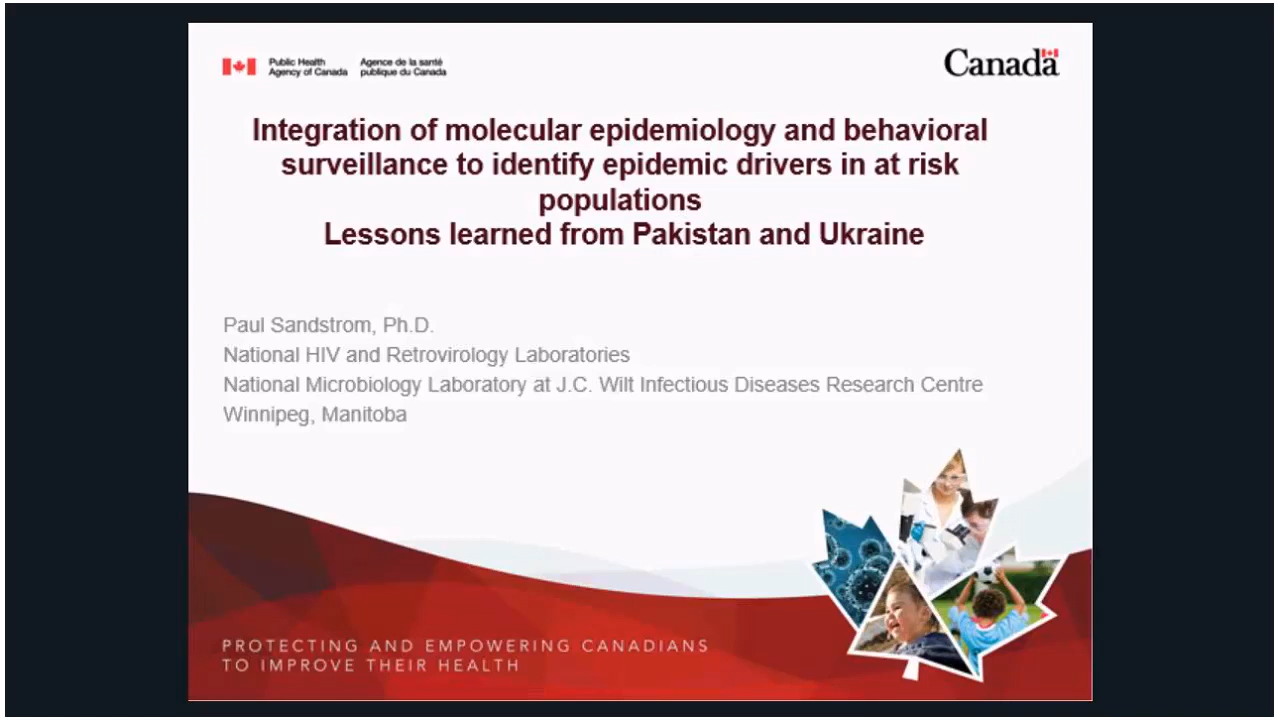 Public Health Agence de la santé
Agency of Canada publique du Canada
Canada
Integration of molecular epidemiology and behavioral
surveillance to identify epidemic drivers in at risk
populations
Lessons learned from Pakistan and Ukraine
Paul Sandstrom, Ph.D.
National HIV and Retrovirology Laboratories
National Microbiology Laboratory at J.C. Wilt Infectious Diseases Research Centre
Winnipeg, Manitoba
PROTECTING AND EMPOWERING CANADIANS
TO IMPROVE THEIR HEALTH